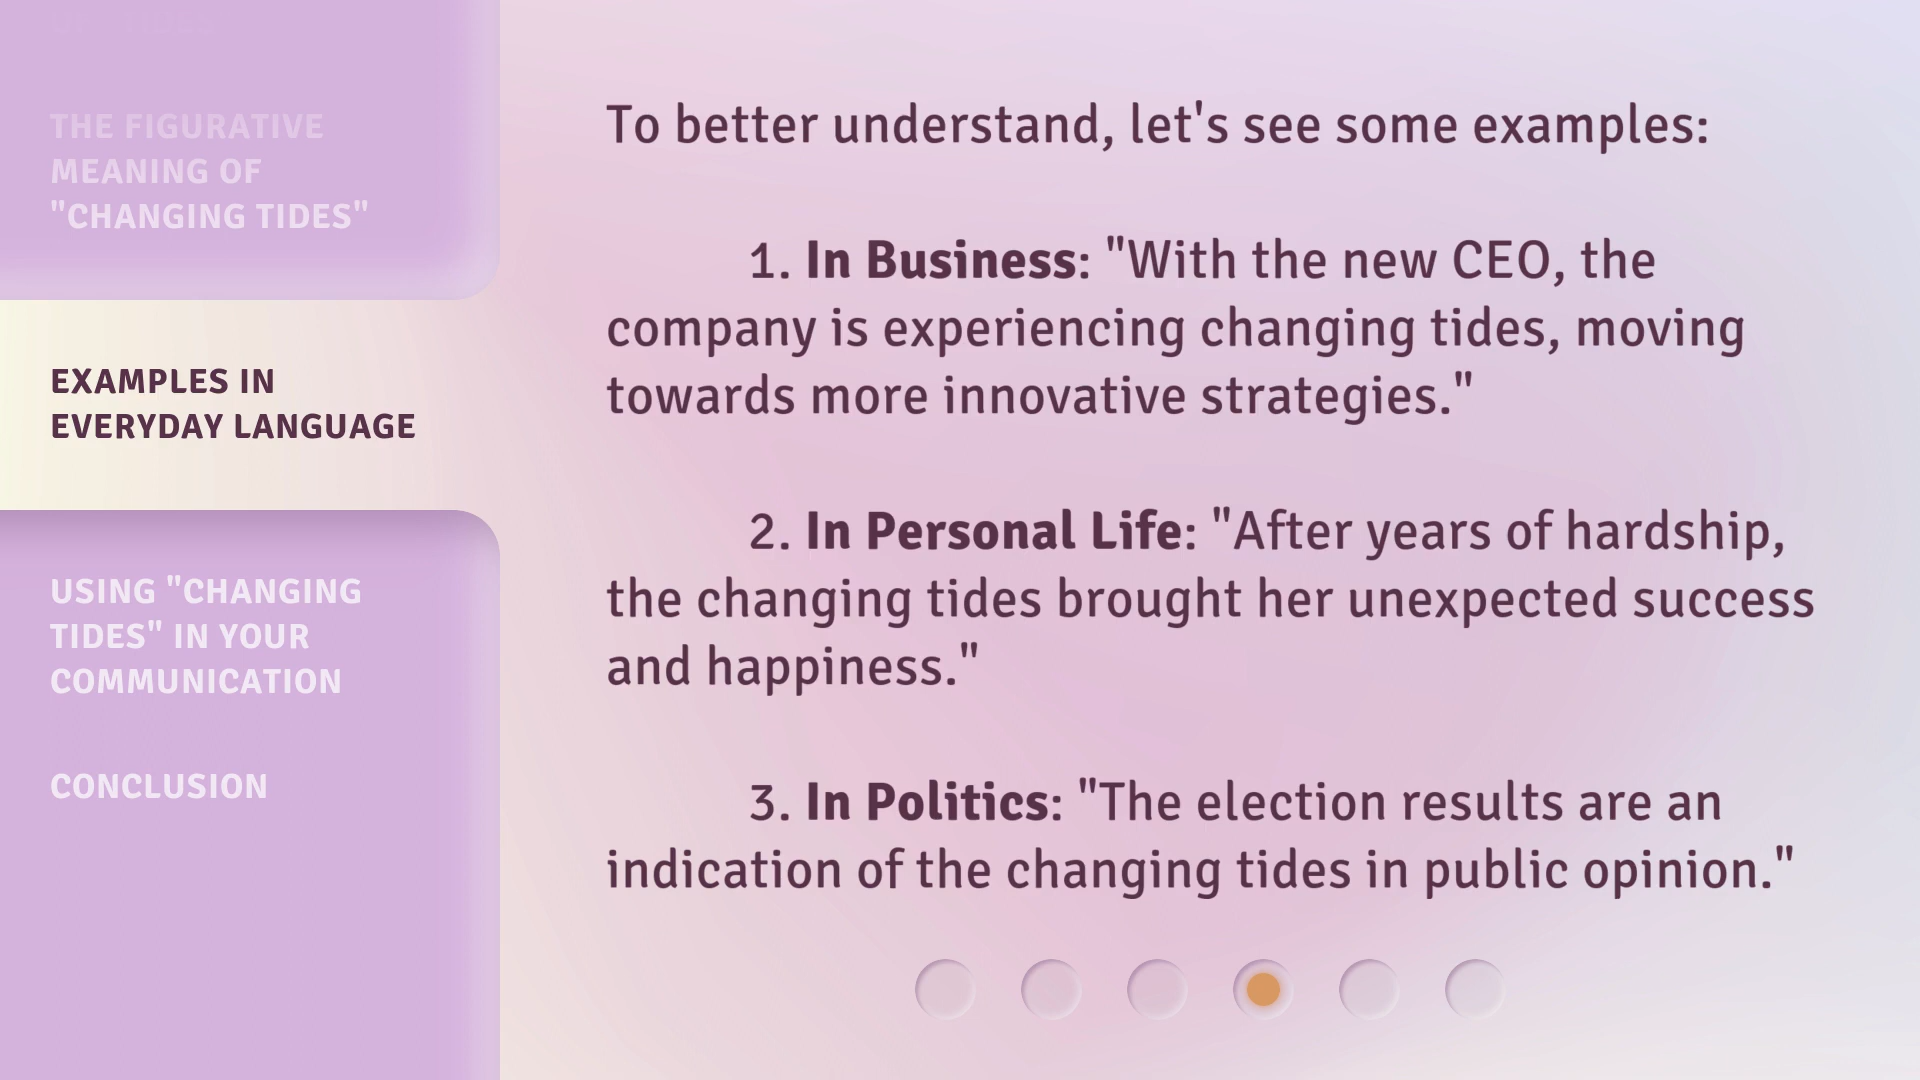 THE FIGURATIVE
MEANING OF
"CHANGING TIDES"
EXAMPLES IN
EVERYDAY LANGUAGE
USING "CHANGING
TIDES" IN YOUR
COMMUNICATION
CONCLUSION
To better understand, let's see some examples:
1. In Business: "With the new CEO, the
company is experiencing changing tides, moving
towards more innovative strategies."
2. In Personal Life: "After years of hardship,
the changing tides brought her unexpected success
and happiness."
3. In Politics: "The election results are an
indication of the changing tides in public opinion."